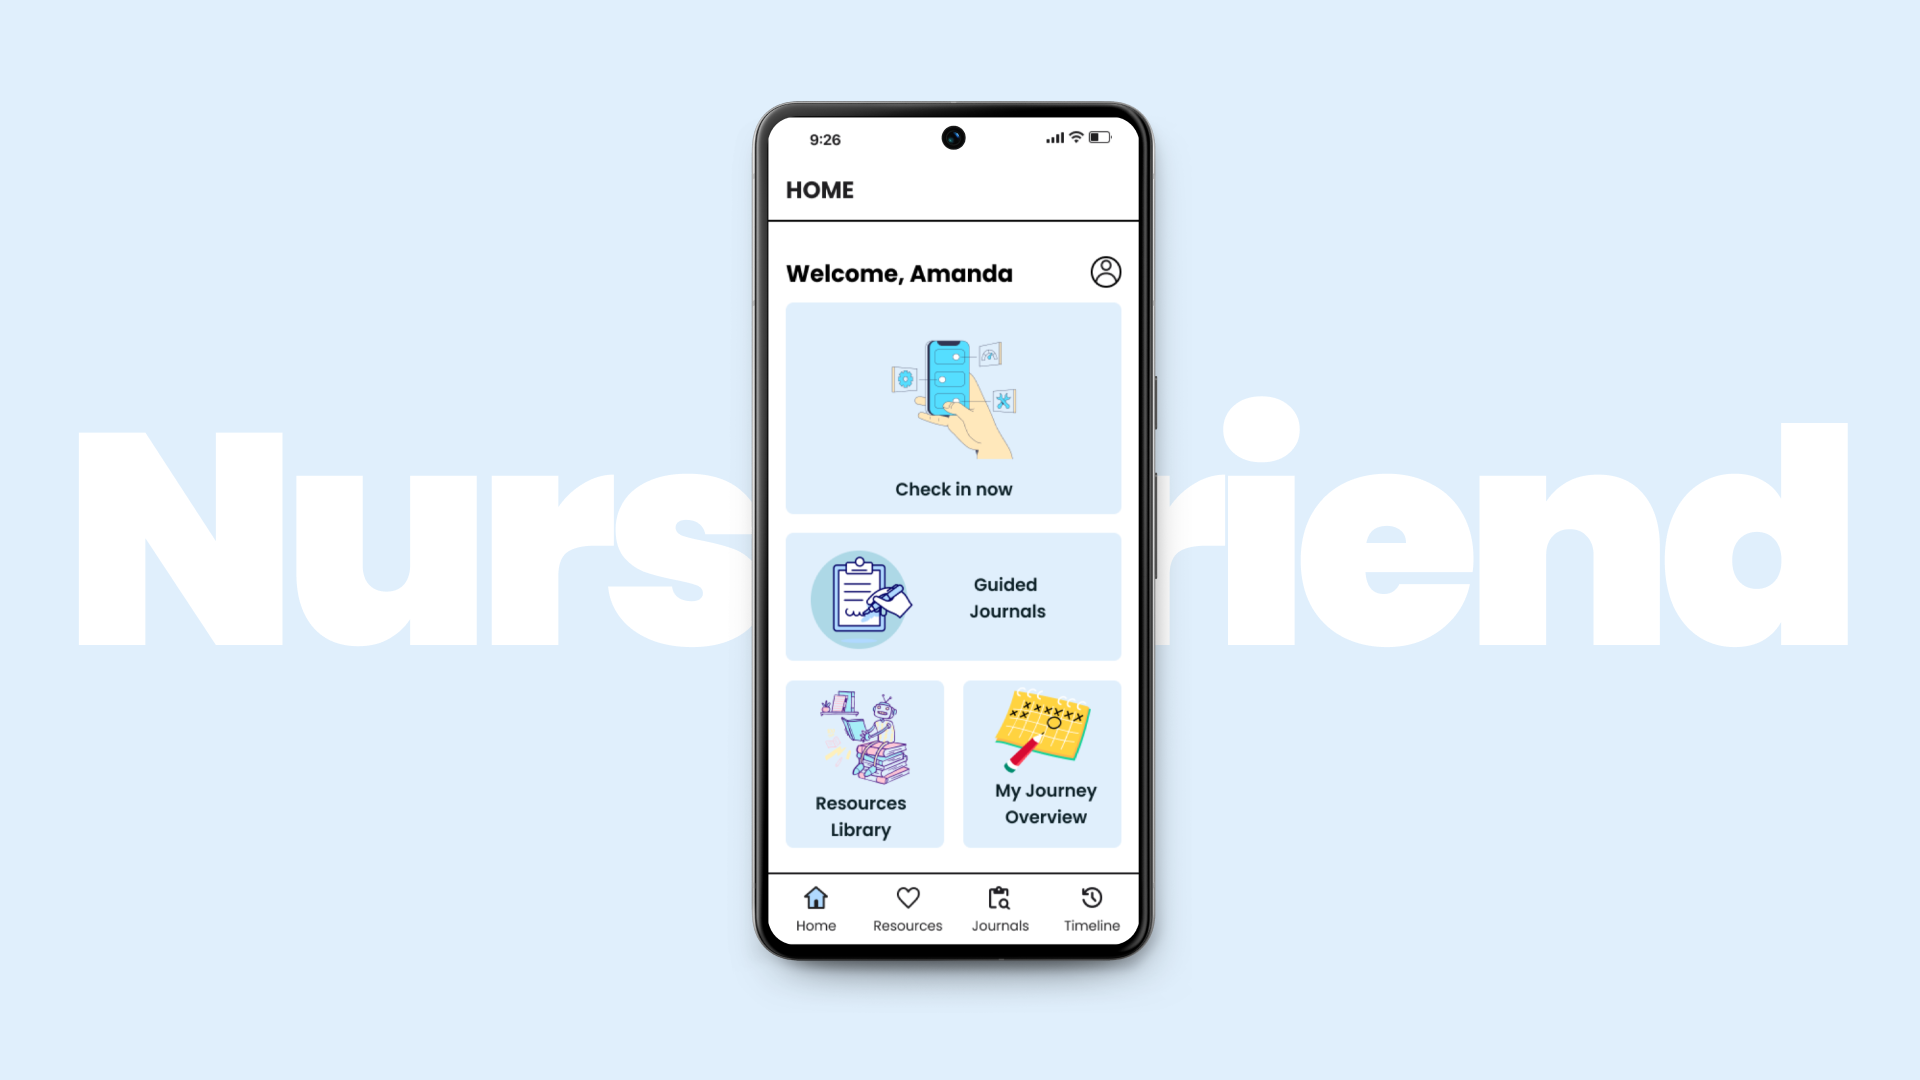 9:26
HOME
Welcome, Amanda
Check in now
Guided
Journals
Resources
Library
My Journey
Overview
Home
Resources
Journals
Timeline
Nurs
riend